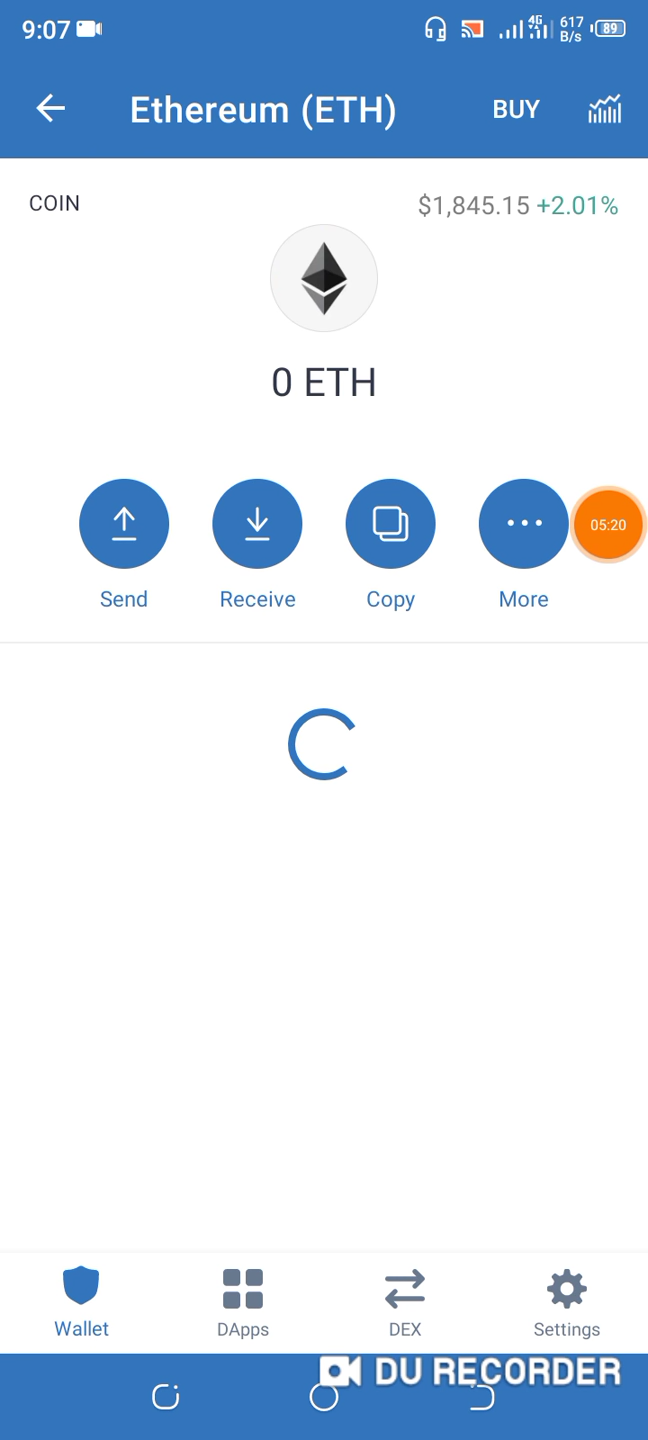 9:07 4G 617 B/s 89
Ethereum (ETH) BUY
COIN $1,845.15 +2.01%
0 ETH
05:20
Send Receive Copy More
Wallet DApps DEX Settings
DU RECORDER